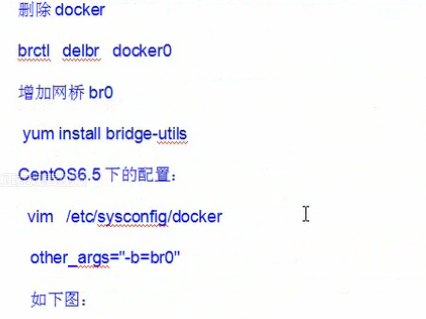 删除 docker
brctl delbr docker0
增加网桥 br0
yum install bridge-utils
CentOS6.5 下的配置：
vim /etc/sysconfig/docker
other_args="-b=br0"
如下图：